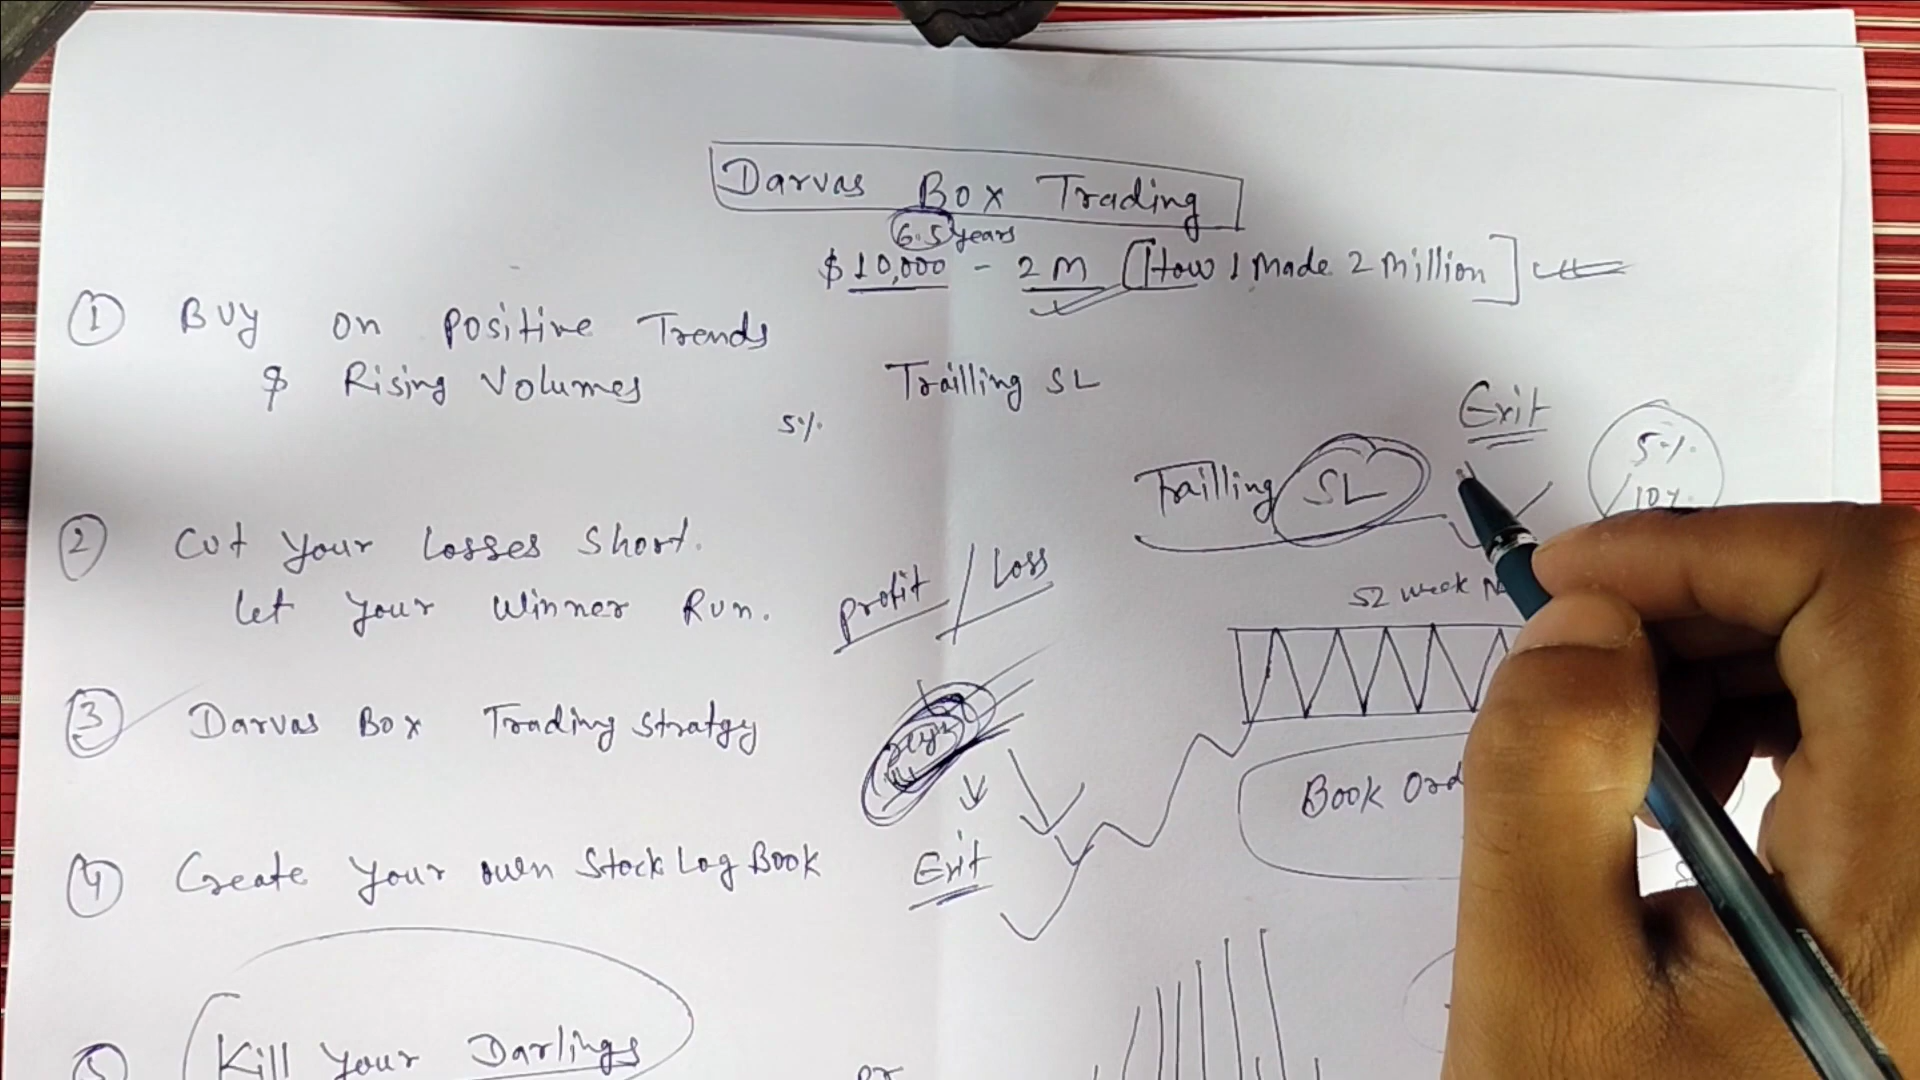 Darvas Box Trading
6.5 years
$10,000 - 2M [How I Made 2 Million]
① Buy on Positive Trends
$ Rising Volumes
Trailling SL
5%
Exit
5%
10%
Trailling SL
② Cut Your Losses Short.
Let Your Winner Run.
Profit / Loss
52 week
③ Darvas Box Trading Stratgy
Book Ord
④ Create Your own Stock Log Book
Exit
5 Kill Your Darlings